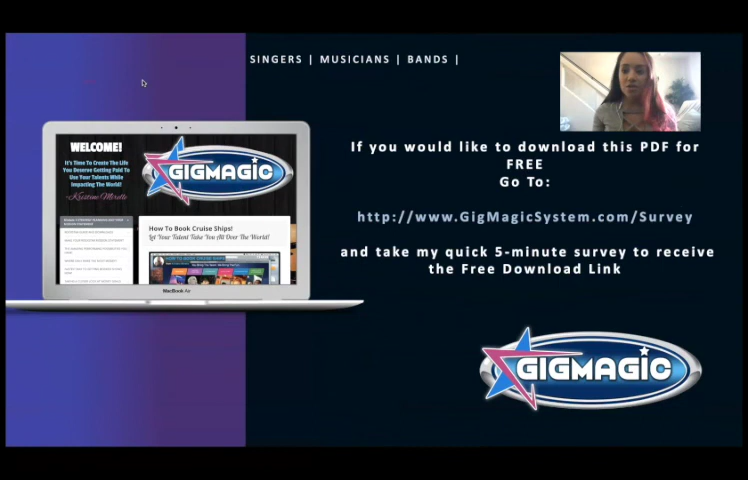 SINGERS | MUSICIANS | BANDS |
If you would like to download this PDF for
FREE
Go To:
http://www.GigMagicSystem.com/Survey
and take my quick 5-minute survey to receive
the Free Download Link
GIGMAGIC
WELCOME!
It's Time To Create The Life
You Deserve Getting Paid To
Use Your Talents While
Impacting The World!
GIGMAGIC
How To Book Cruise Ships!
Let Your Talent Take You All Over The World!
MacBook Air